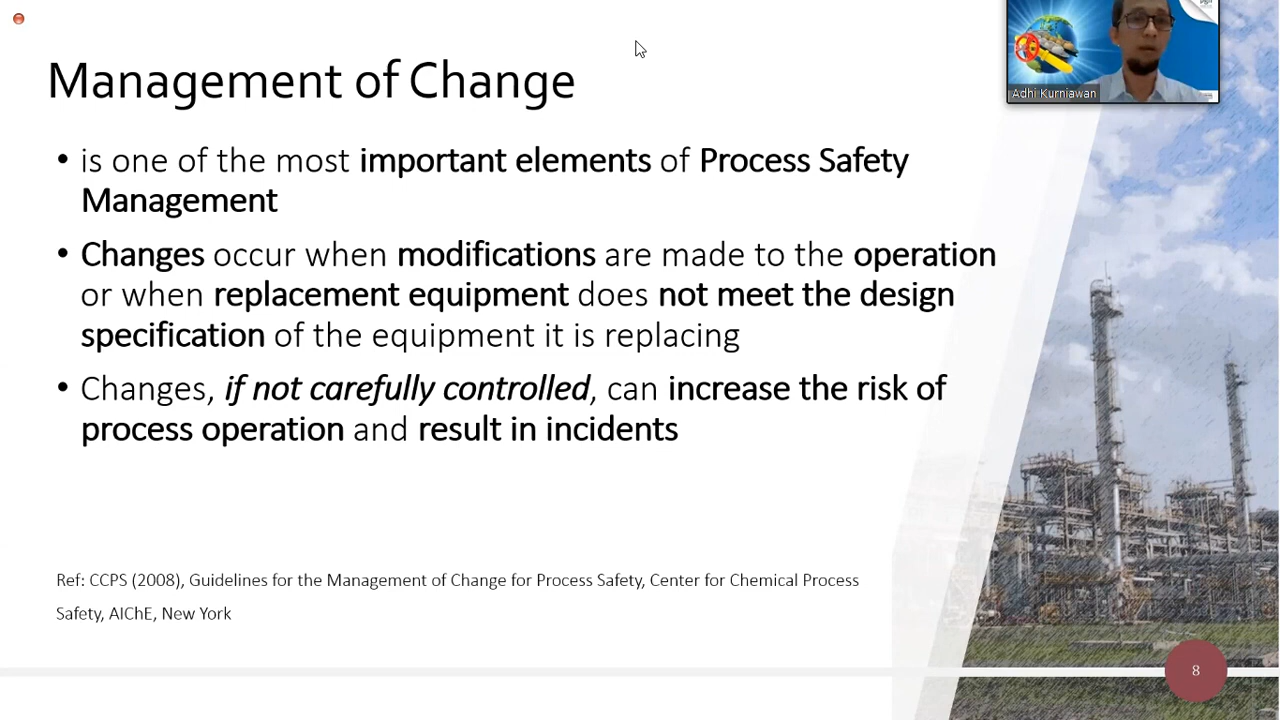 Management of Change
• is one of the most important elements of Process Safety
Management
• Changes occur when modifications are made to the operation
or when replacement equipment does not meet the design
specification of the equipment it is replacing
• Changes, if not carefully controlled, can increase the risk of
process operation and result in incidents
Ref: CCPS (2008), Guidelines for the Management of Change for Process Safety, Center for Chemical Process
Safety, AIChE, New York
Adhi Kurniawan
8